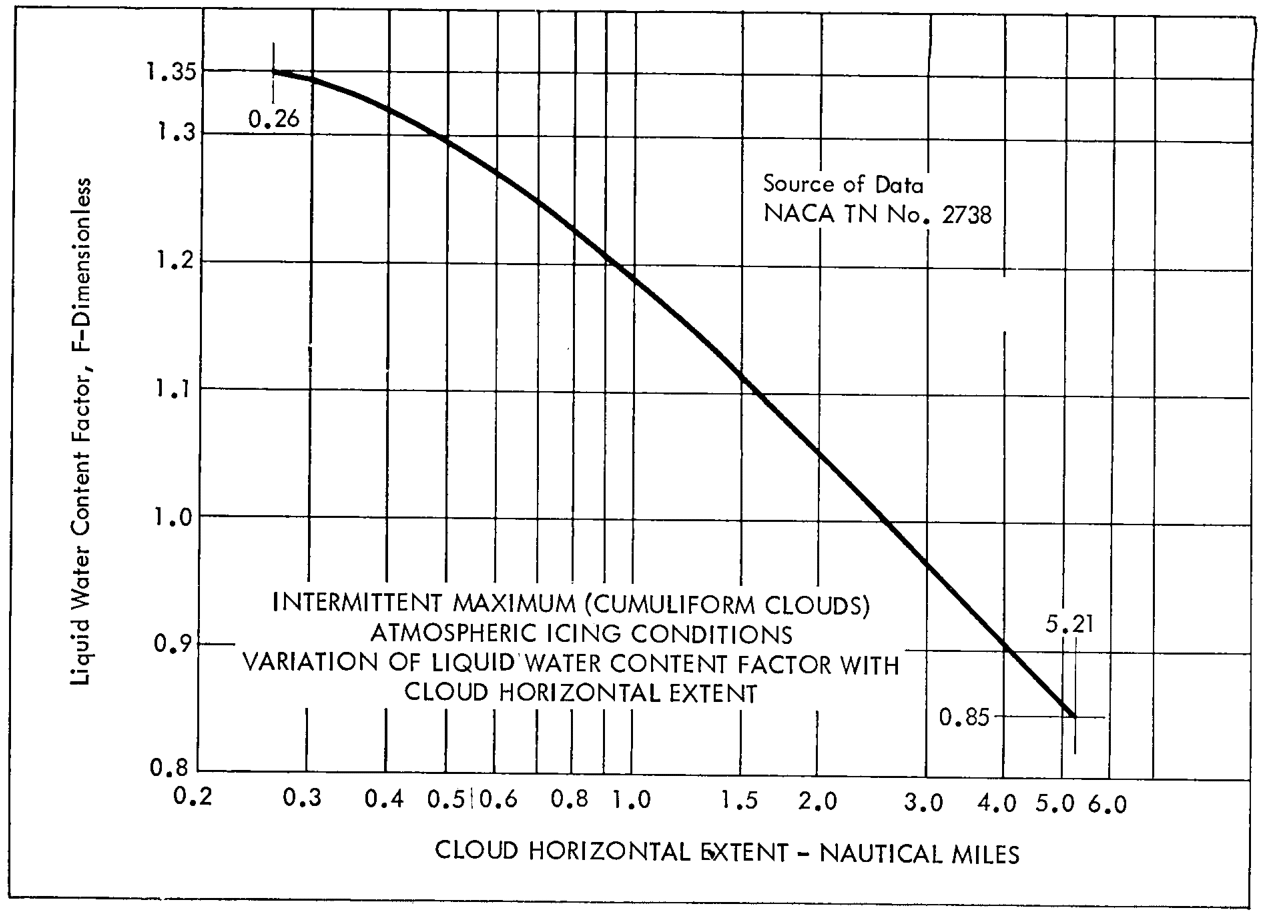 1.35
0.26
1.3
Source of Data
NACA TN No. 2738
1.2
1.1
1.0
Liquid Water Content Factor, F-Dimensionless
INTERMITTENT MAXIMUM (CUMULIFORM CLOUDS)
ATMOSPHERIC ICING CONDITIONS
VARIATION OF LIQUID WATER CONTENT FACTOR WITH
CLOUD HORIZONTAL EXTENT
5.21
0.9
0.85
0.8
0.2 0.3 0.4 0.5 0.6 0.8 1.0 1.5 2.0 3.0 4.0 5.0 6.0
CLOUD HORIZONTAL EXTENT - NAUTICAL MILES